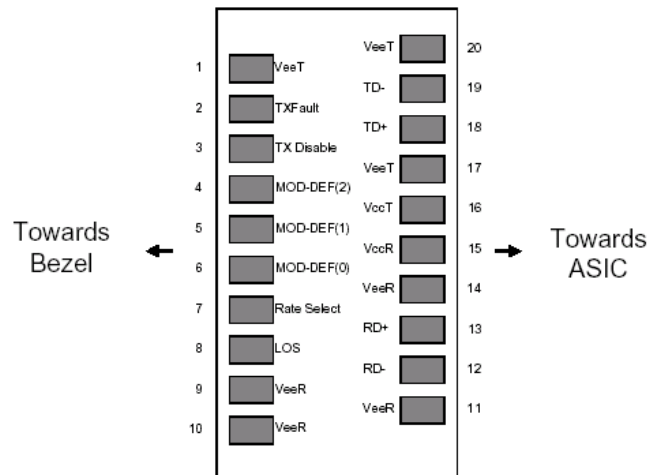 VeeT 20
1 VeeT
TD- 19
2 TXFault
TD+ 18
3 TX Disable
VeeT 17
4 MOD-DEF(2)
VccT 16
5 MOD-DEF(1)
Towards
Bezel
VccR 15
Towards
ASIC
6 MOD-DEF(0)
VeeR 14
7 Rate Select
RD+ 13
8 LOS
RD- 12
9 VeeR
VeeR 11
10 VeeR